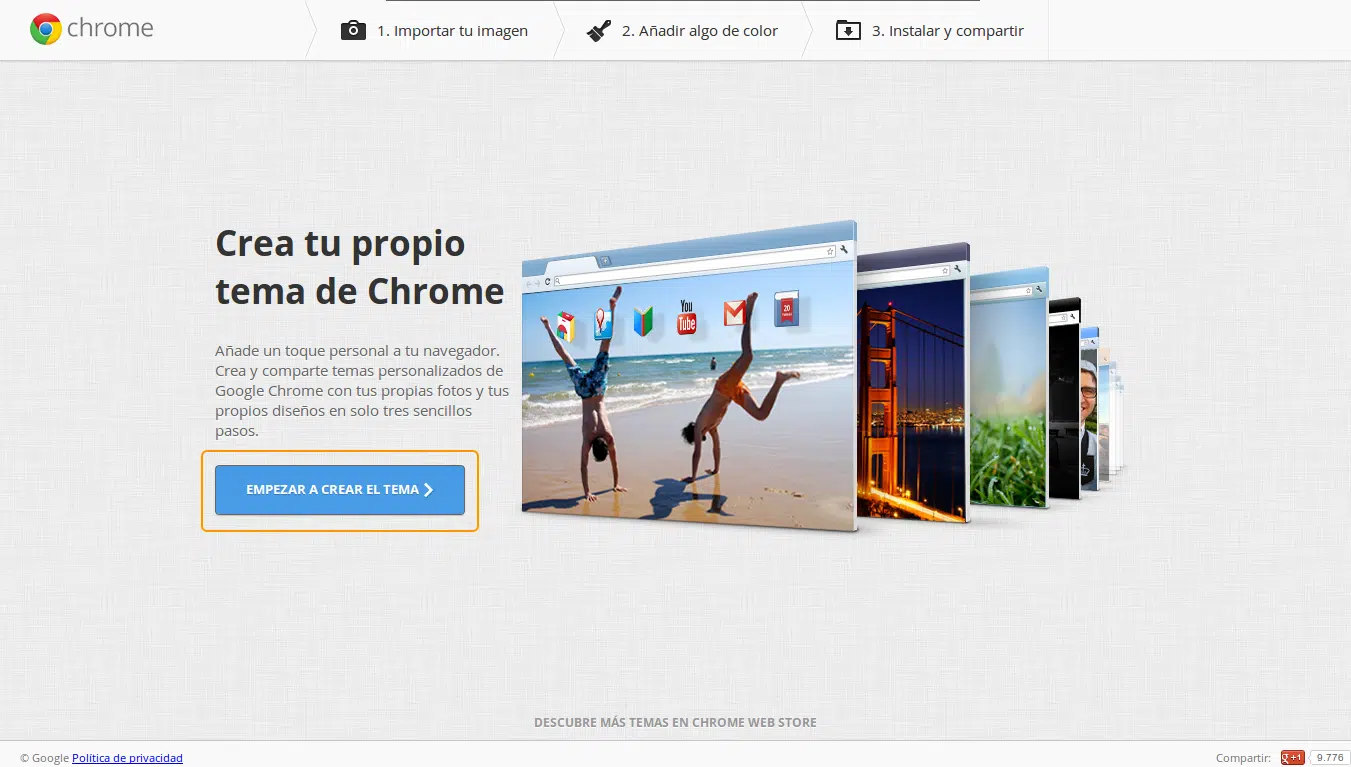 chrome
1. Importar tu imagen
2. Añadir algo de color
3. Instalar y compartir
Crea tu propio
tema de Chrome
Añade un toque personal a tu navegador.
Crea y comparte temas personalizados de
Google Chrome con tus propias fotos y tus
propios diseños en solo tres sencillos
pasos.
EMPEZAR A CREAR EL TEMA
You
Tube
20
DESCUBRE MÁS TEMAS EN CHROME WEB STORE
© Google Política de privacidad
Compartir: g +1 9.776